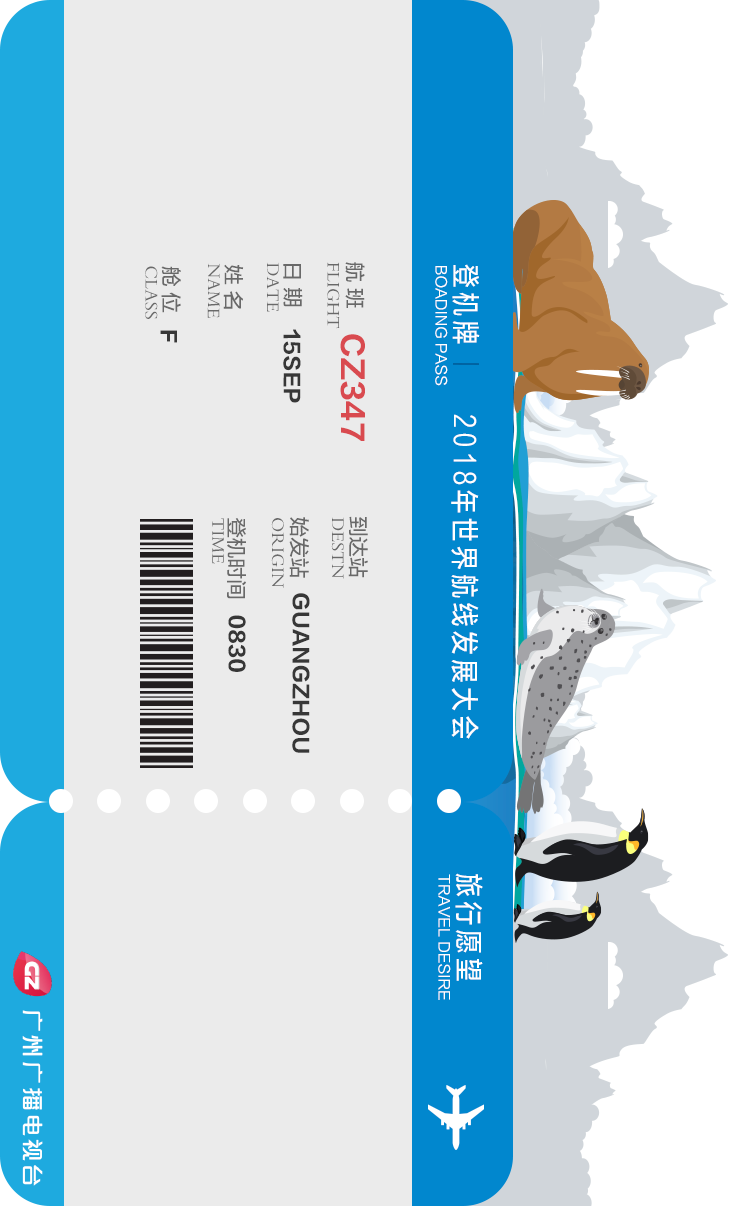 登机牌 | 2018年世界航线发展大会
BOADING PASS
航班 CZ347
FLIGHT
到达站
DESTN
日期 15SEP
DATE
始发站 GUANGZHOU
ORIGIN
姓名
NAME
登机时间 0830
TIME
舱位 F
CLASS
旅行愿望
TRAVEL DESIRE
GZ 广州广播电视台